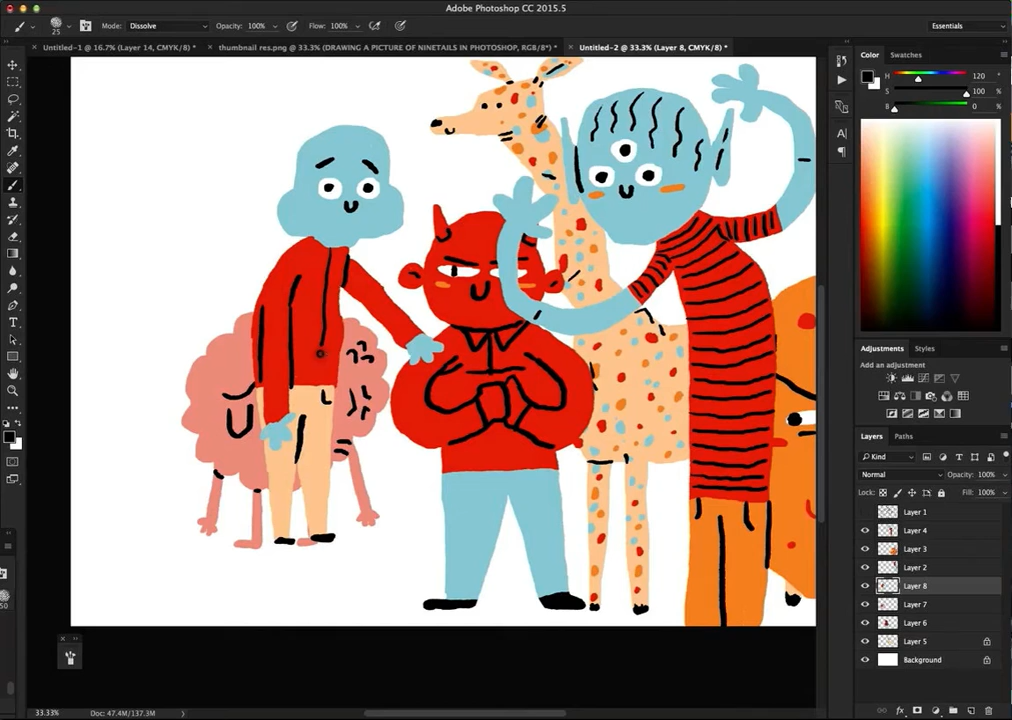 Adobe Photoshop CC 2015.5
25
Mode: Dissolve Opacity: 100% Flow: 100% Essentials
Untitled-1 @ 16.7% (Layer 14, CMYK/8) * thumbnail res.png @ 33.3% (DRAWING A PICTURE OF NINETAILS IN PHOTOSHOP, RGB/8*) * Untitled-2 @ 33.3% (Layer 8, CMYK/8) *
Color Swatches
H 120 °
S 100 %
B 0 %
Adjustments Styles
Add an adjustment
Layers Paths
Kind
Normal Opacity: 100%
Lock: Fill: 100%
Layer 1
Layer 4
Layer 3
Layer 2
Layer 8
Layer 7
Layer 6
Layer 5
Background
50
33.33% Doc: 47.4M/137.3M